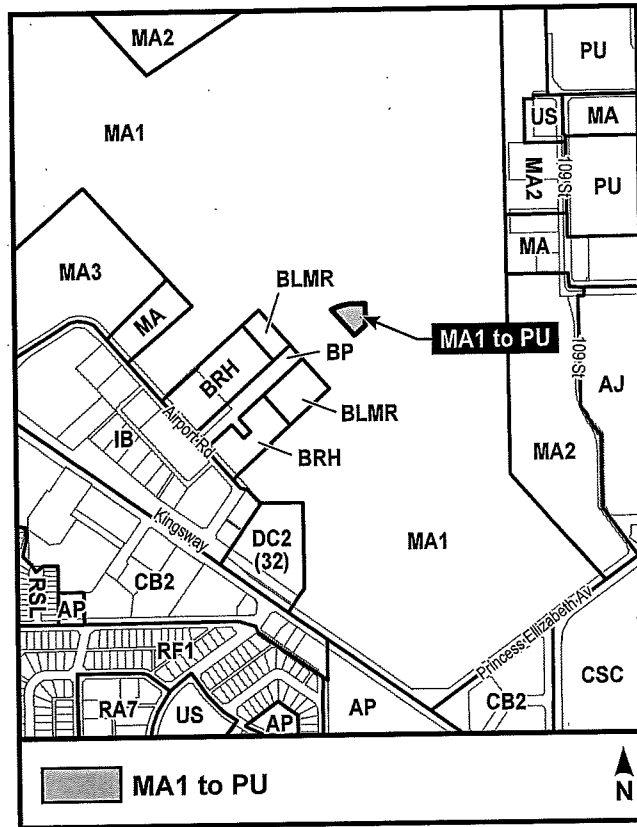 MA2
PU
MA1
US
MA
MA2
109 St
PU
MA
MA3
MA
BLMR
BP
MA1 to PU
BRH
109 St
AJ
Airport Rd
BLMR
IB
BRH
MA2
Kingsway
DC2
(32)
MA1
CB2
RSL
AP
Princess Elizabeth Av
RF1
CSC
RA7
US
AP
AP
CB2
MA1 to PU
N